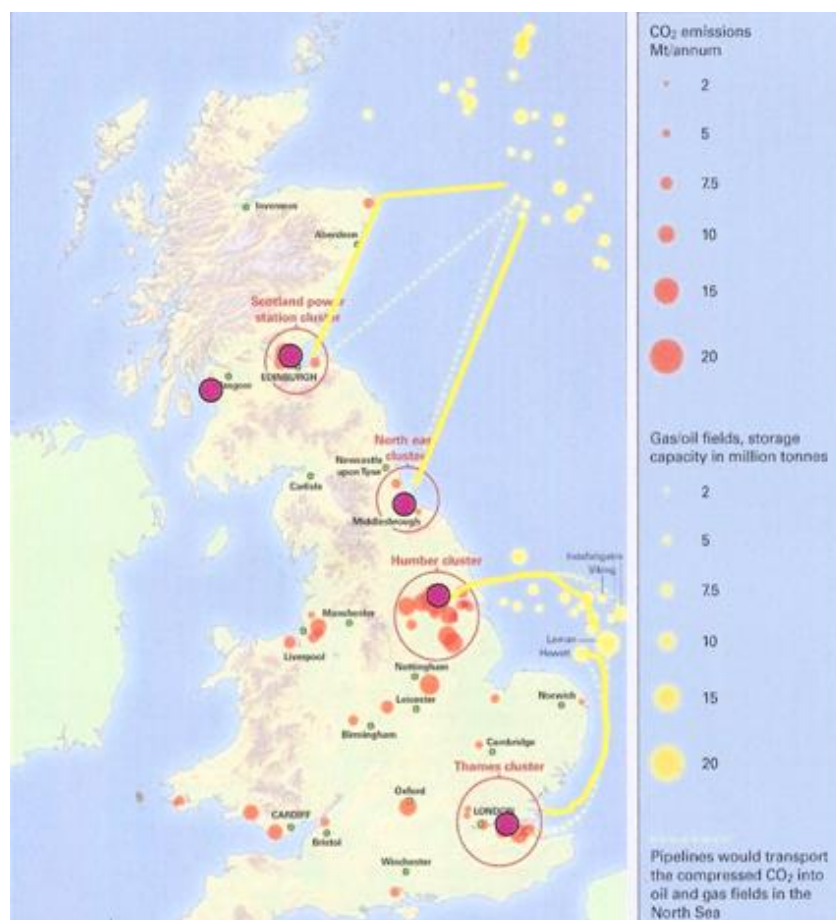 CO₂ emissions
Mt/annum
2
5
7.5
10
15
20
Gas/oil fields, storage
capacity in million tonnes
2
5
7.5
10
15
20
Pipelines would transport
the compressed CO₂ into
oil and gas fields in the
North Sea
Inverness
Aberdeen
Scotland power
station cluster
EDINBURGH
North ea
cluster
Newcastle
upon Tyne
Carlisle
Middlesbrough
Humber cluster
Viking
Manchester
Liverpool
Leman
Hewett
Nottingham
Leicester
Norwich
Birmingham
Cambridge
Thames cluster
Oxford
LONDON
CARDIFF
Bristol
Winchester